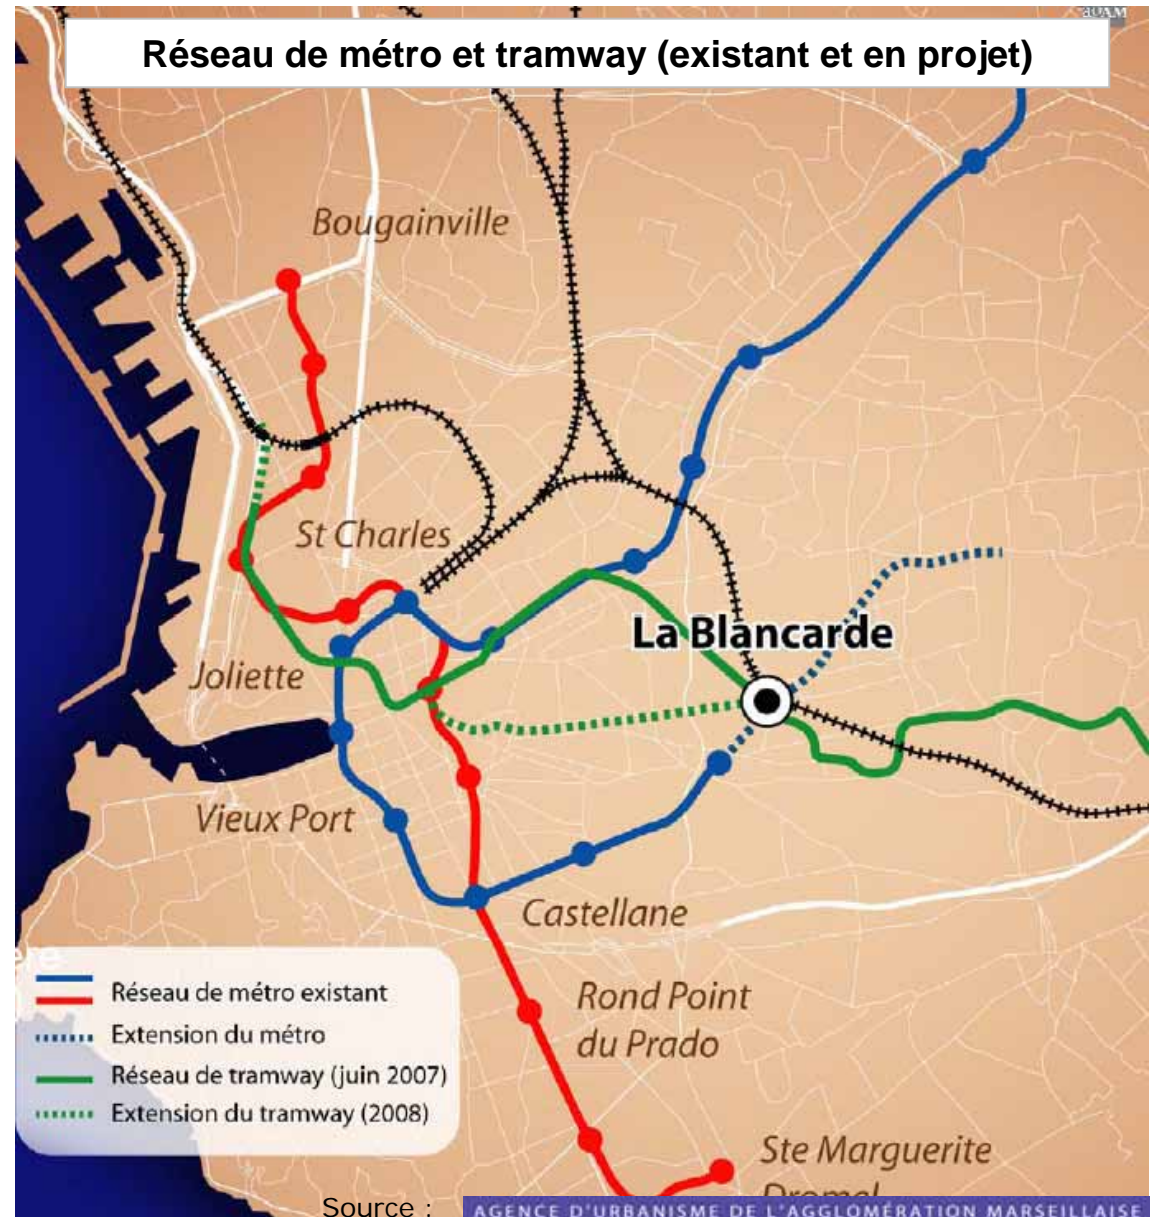 Réseau de métro et tramway (existant et en projet)
Bougainville
St Charles
La Blancarde
Joliette
Vieux Port
Castellane
Rond Point
du Prado
Réseau de métro existant
Extension du métro
Réseau de tramway (juin 2007)
Extension du tramway (2008)
Ste Marguerite
Dromel
Source :
AGENCE D'URBANISME DE L'AGGLOMÉRATION MARSEILLAISE